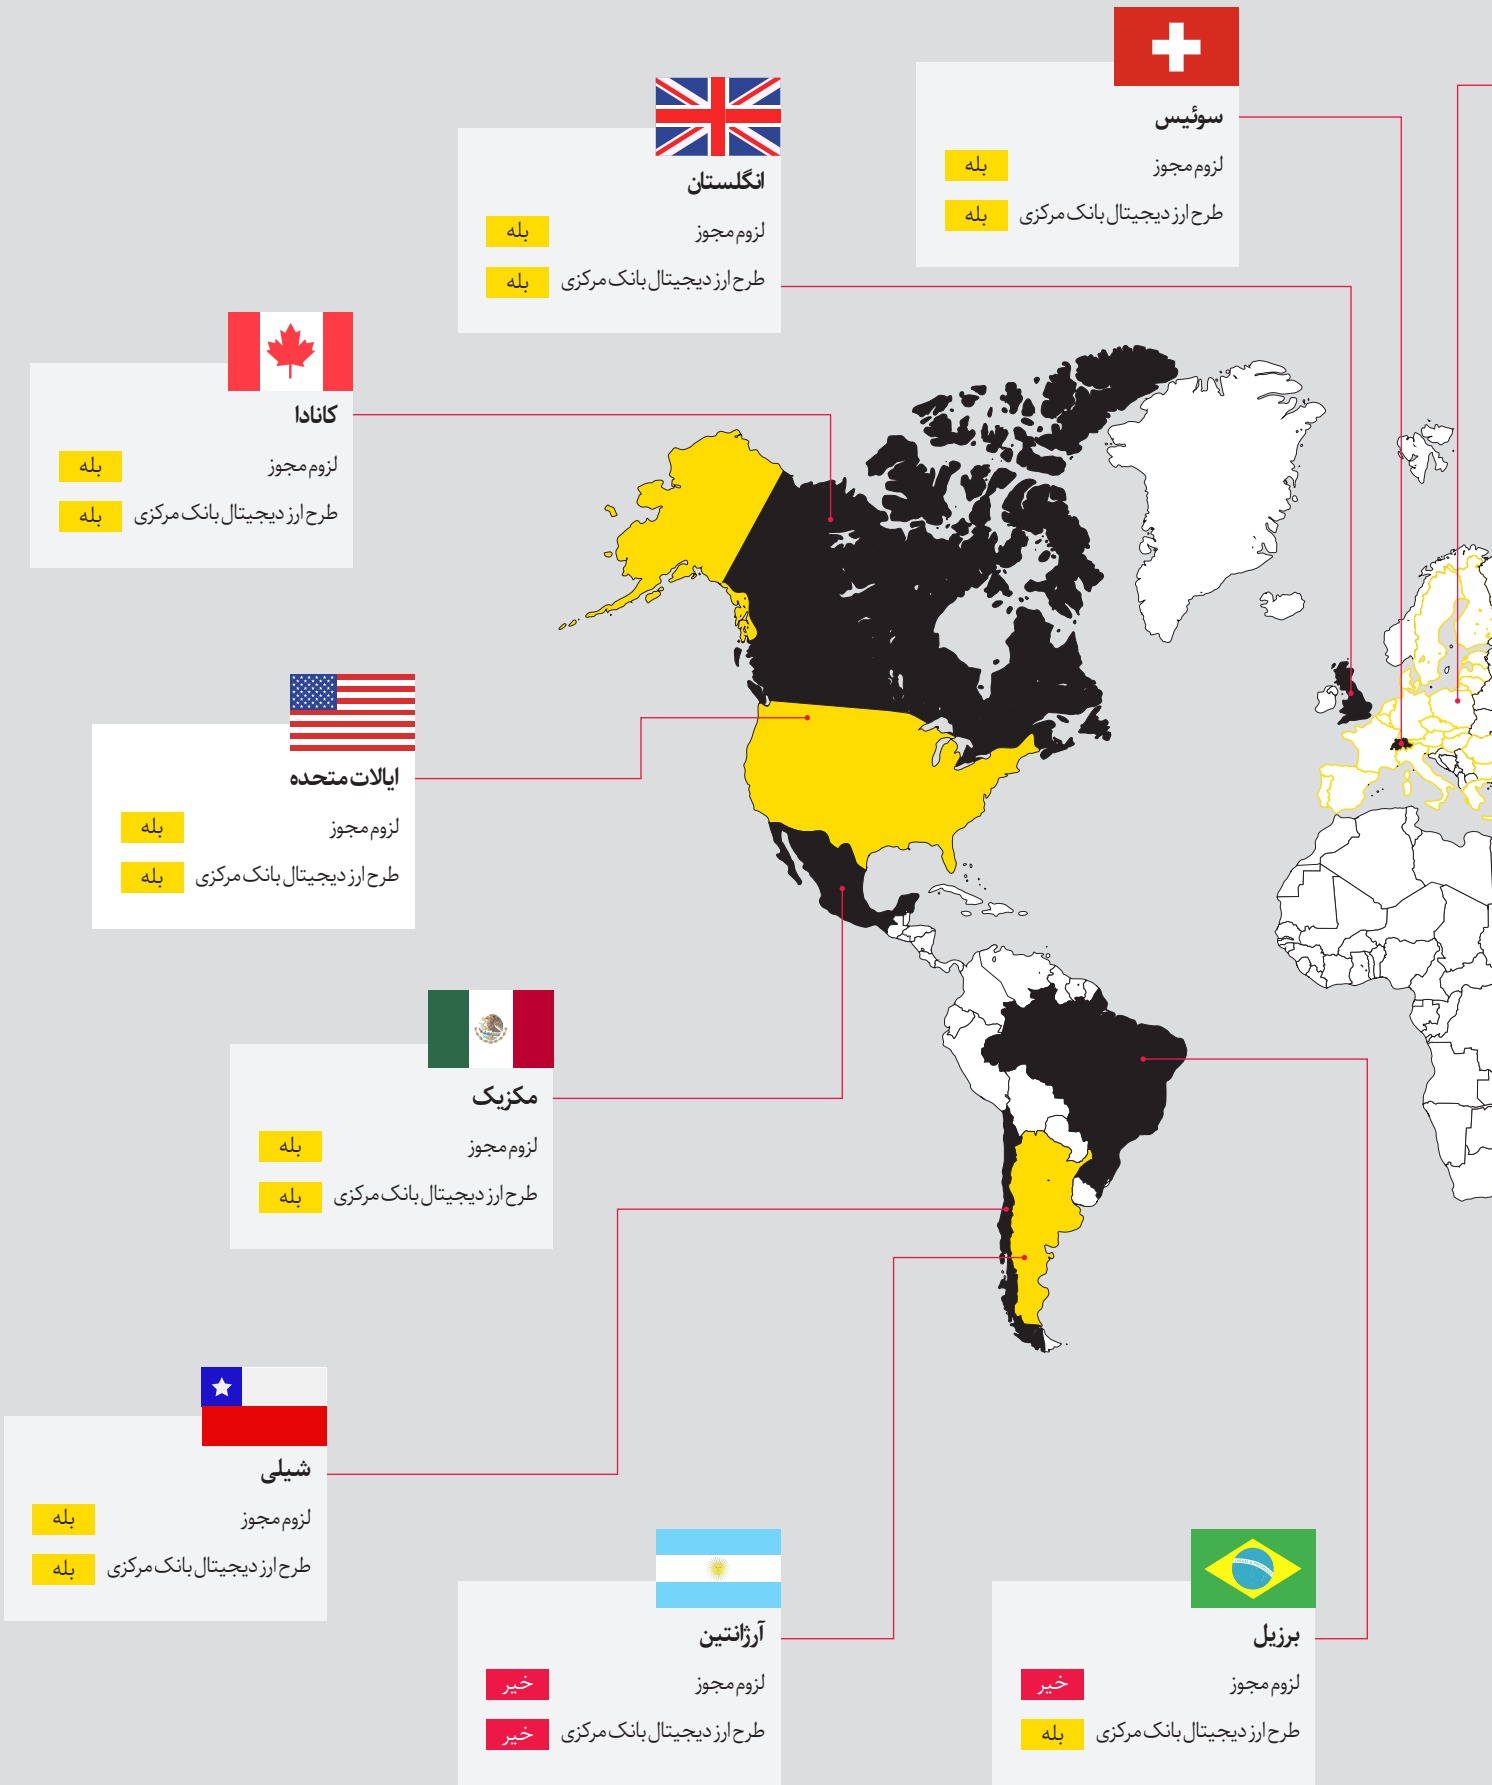 سوئیس
لزوم مجوز بله
طرح ارز دیجیتال بانک مرکزی بله
انگلستان
لزوم مجوز بله
طرح ارز دیجیتال بانک مرکزی بله
کانادا
لزوم مجوز بله
طرح ارز دیجیتال بانک مرکزی بله
ایالات متحده
لزوم مجوز بله
طرح ارز دیجیتال بانک مرکزی بله
مکزیک
لزوم مجوز بله
طرح ارز دیجیتال بانک مرکزی بله
شیلی
لزوم مجوز بله
طرح ارز دیجیتال بانک مرکزی بله
برزیل
لزوم مجوز خیر
طرح ارز دیجیتال بانک مرکزی بله
آرژانتین
لزوم مجوز خیر
طرح ارز دیجیتال بانک مرکزی خیر